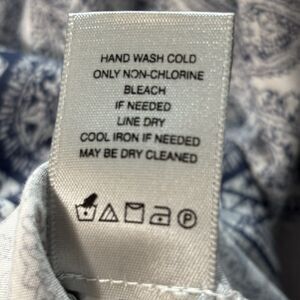 HAND WASH COLD
ONLY NON-CHLORINE
BLEACH
IF NEEDED
LINE DRY
COOL IRON IF NEEDED
MAY BE DRY CLEANED
P